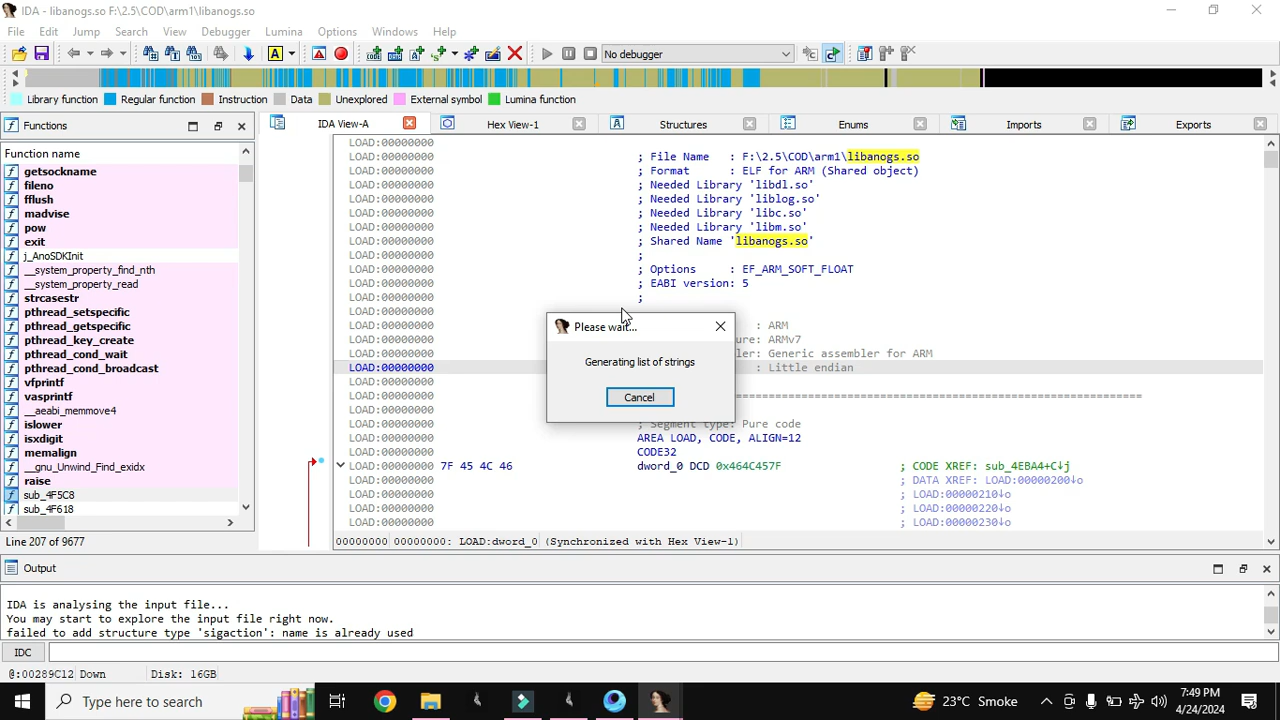 IDA - libanogs.so F:\2.5\COD\arm1\libanogs.so
File Edit Jump Search View Debugger Lumina Options Windows Help
No debugger
Library function Regular function Instruction Data Unexplored External symbol Lumina function
Functions
IDA View-A Hex View-1 Structures Enums Imports Exports
Function name
getsockname
fileno
fflush
madvise
pow
exit
j_AnoSDKInit
__system_property_find_nth
__system_property_read
strcasestr
pthread_setspecific
pthread_getspecific
pthread_key_create
pthread_cond_wait
pthread_cond_broadcast
vfprintf
vasprintf
__aeabi_memmove4
islower
isxdigit
memalign
__gnu_Unwind_Find_exidx
raise
sub_4F5C8
sub_4F618
Line 207 of 9677
LOAD:00000000
LOAD:00000000 ; File Name : F:\2.5\COD\arm1\libanogs.so
LOAD:00000000 ; Format : ELF for ARM (Shared object)
LOAD:00000000 ; Needed Library 'libdl.so'
LOAD:00000000 ; Needed Library 'liblog.so'
LOAD:00000000 ; Needed Library 'libc.so'
LOAD:00000000 ; Needed Library 'libm.so'
LOAD:00000000 ; Shared Name 'libanogs.so'
LOAD:00000000 ;
LOAD:00000000 ; Options : EF_ARM_SOFT_FLOAT
LOAD:00000000 ; EABI version: 5
LOAD:00000000 ;
LOAD:00000000
LOAD:00000000 : ARM
LOAD:00000000 ure: ARMv7
LOAD:00000000 ler: Generic assembler for ARM
LOAD:00000000 : Little endian
LOAD:00000000
LOAD:00000000 ================================================
LOAD:00000000
LOAD:00000000 ; Segment type: Pure code
LOAD:00000000 AREA LOAD, CODE, ALIGN=12
LOAD:00000000 CODE32
LOAD:00000000 7F 45 4C 46 dword_0 DCD 0x464C457F ; CODE XREF: sub_4EBA4+C↓j
LOAD:00000000 ; DATA XREF: LOAD:00000200↓o
LOAD:00000000 ; LOAD:00000210↓o
LOAD:00000000 ; LOAD:00000220↓o
LOAD:00000000 ; LOAD:00000230↓o
00000000 00000000: LOAD:dword_0 (Synchronized with Hex View-1)
Please wait...
Generating list of strings
Cancel
Output
IDA is analysing the input file...
You may start to explore the input file right now.
failed to add structure type 'sigaction': name is already used
IDC
@:00289C12 Down Disk: 16GB
Type here to search
23°C Smoke
7:49 PM
4/24/2024